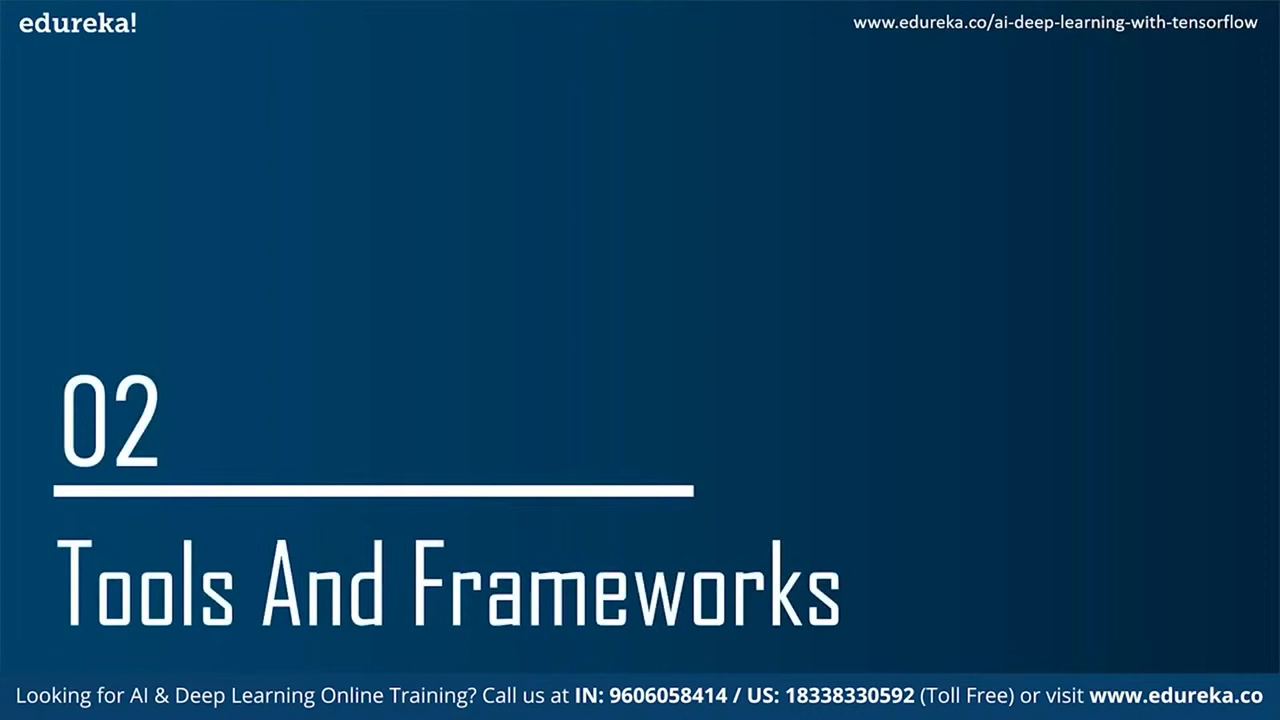 edureka!
www.edureka.co/ai-deep-learning-with-tensorflow
02
Tools And Frameworks
Looking for AI & Deep Learning Online Training? Call us at IN: 9606058414 / US: 18338330592 (Toll Free) or visit www.edureka.co